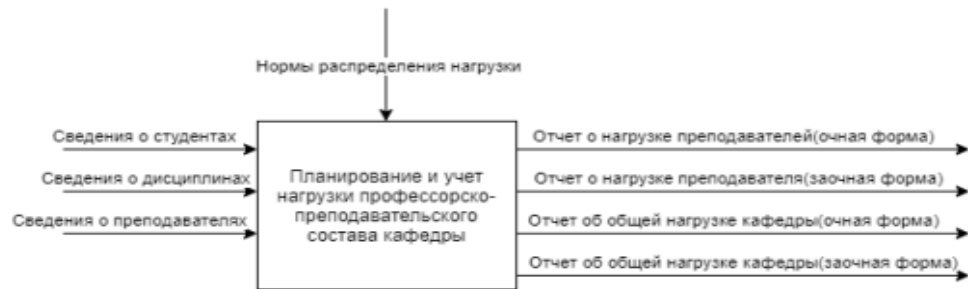 Нормы распределения нагрузки
Сведения о студентах
Сведения о дисциплинах
Сведения о преподавателях
Планирование и учет
нагрузки профессорско-
преподавательского
состава кафедры
Отчет о нагрузке преподавателей(очная форма)
Отчет о нагрузке преподавателя(заочная форма)
Отчет об общей нагрузке кафедры(очная форма)
Отчет об общей нагрузке кафедры(заочная форма)